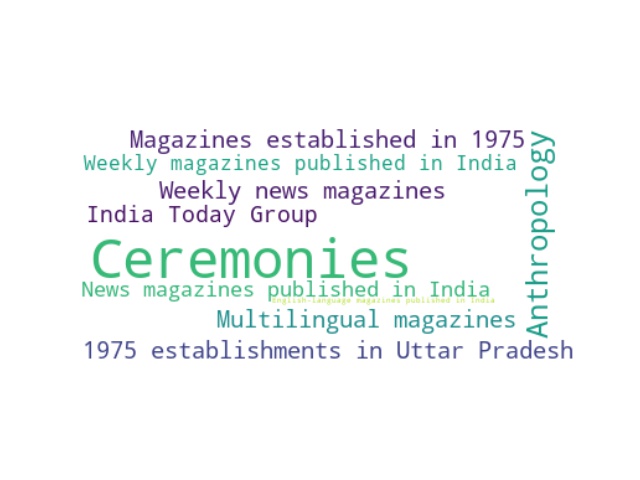 Magazines established in 1975
Weekly magazines published in India
Weekly news magazines
India Today Group
Ceremonies
News magazines published in India
English-language magazines published in India
Multilingual magazines
1975 establishments in Uttar Pradesh
Anthropology